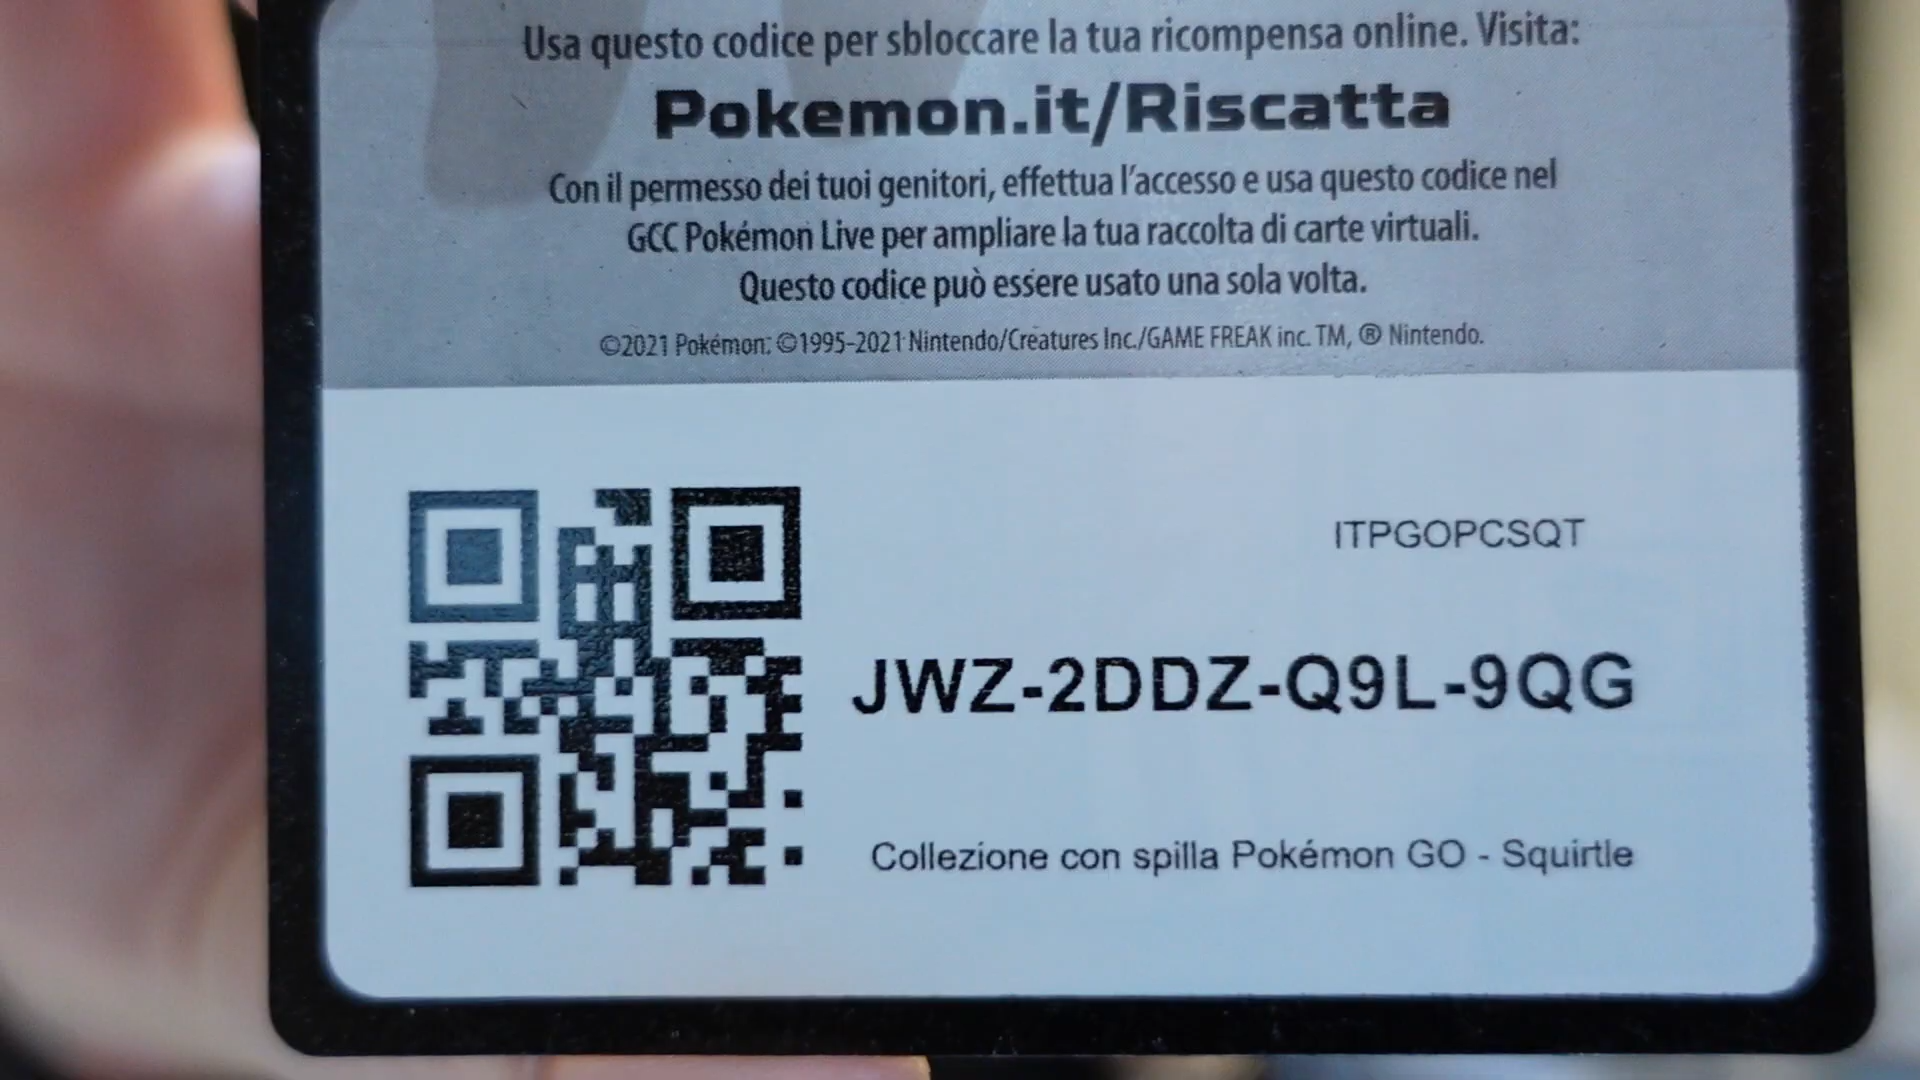 Usa questo codice per sbloccare la tua ricompensa online. Visita:
Pokemon.it/Riscatta
Con il permesso dei tuoi genitori, effettua l'accesso e usa questo codice nel
GCC Pokémon Live per ampliare la tua raccolta di carte virtuali.
Questo codice può essere usato una sola volta.
©2021 Pokémon. ©1995-2021 Nintendo/Creatures Inc./GAME FREAK inc. TM, ® Nintendo.
ITPGOPCSQT
JWZ-2DDZ-Q9L-9QG
Collezione con spilla Pokémon GO - Squirtle